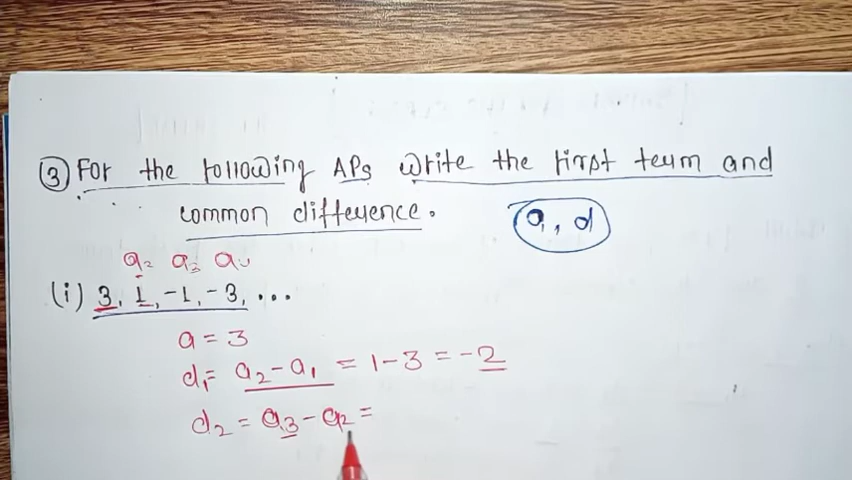 ③ For the following APs write the first term and
common difference.
a, d
a₂ a₃ a₄
(i) 3, 1, -1, -3, ...
a = 3
d₁ = a₂ - a₁ = 1 - 3 = -2
d₂ = a₃ - a₂ =